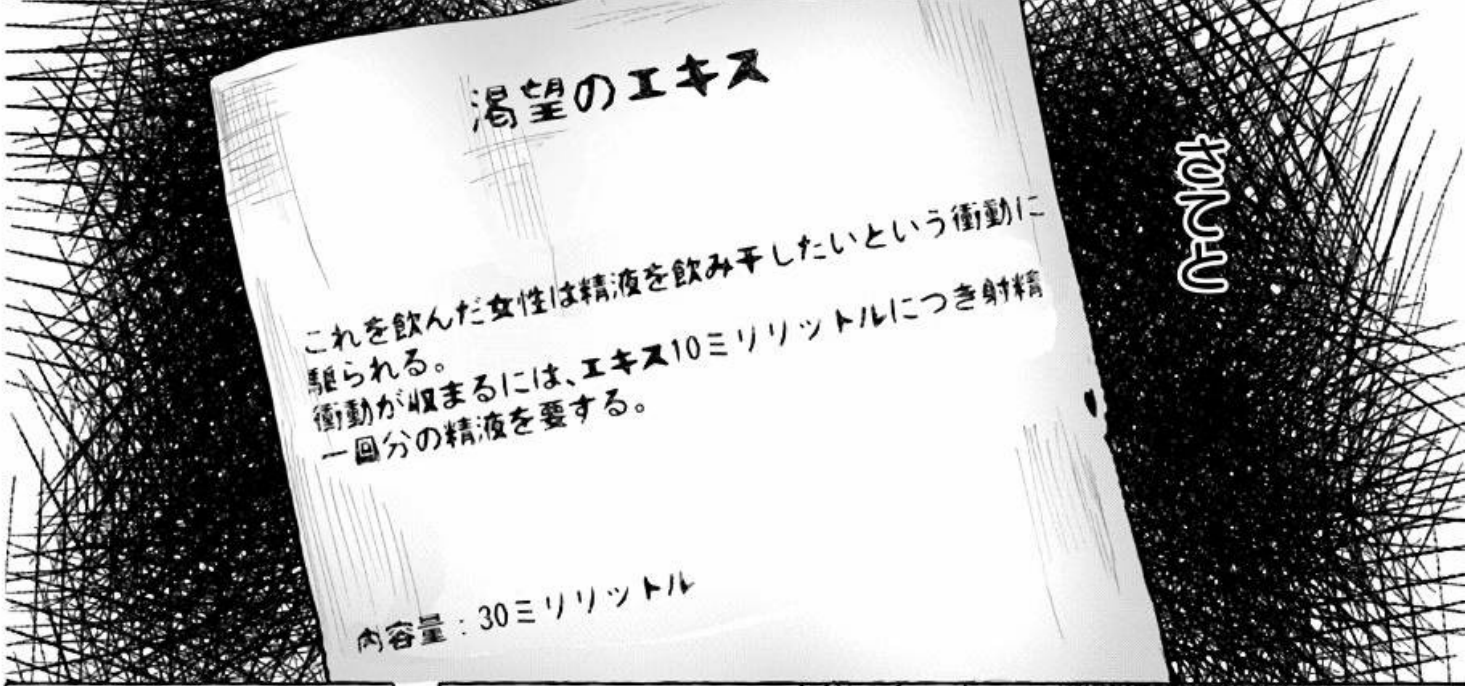 渇望のエキス
これを飲んだ女性は精液を飲み干したいという衝動に
駆られる。
衝動が収まるには、エキス10ミリリットルにつき射精
一回分の精液を要する。
内容量：30ミリリットル